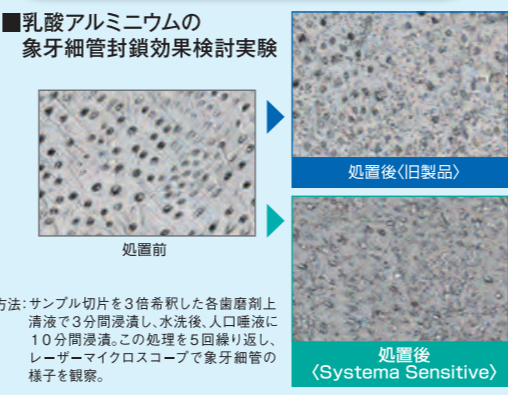 ■乳酸アルミニウムの
象牙細管封鎖効果検討実験
処置前
処置後〈旧製品〉
処置後
〈Systema Sensitive〉
方法：サンプル切片を3倍希釈した各歯磨剤上
清液で3分間浸漬し、水洗後、人口唾液に
10分間浸漬。この処理を5回繰り返し、
レーザーマイクロスコープで象牙細管の
様子を観察。